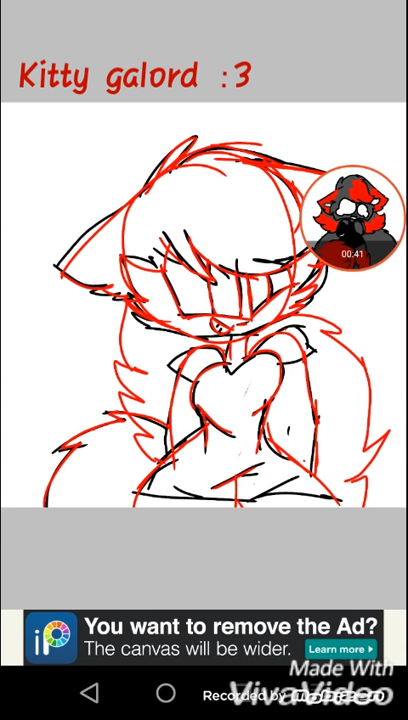 Kitty galord :3
00:41
iP
You want to remove the Ad?
The canvas will be wider.
Learn more ▸
Made With
VivaVideo
Recorded by